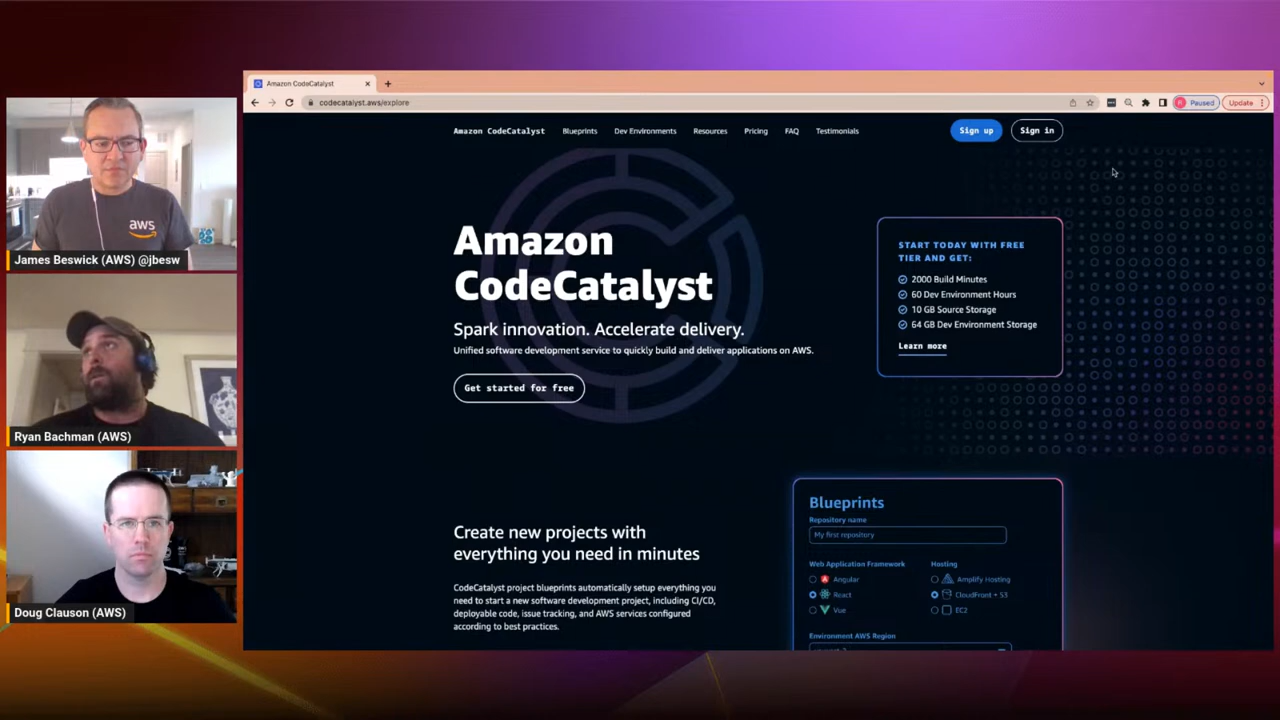 aws
James Beswick (AWS) @jbesw
Ryan Bachman (AWS)
Doug Clauson (AWS)
Amazon CodeCatalyst
codecatalyst.aws/explore
Paused
Update
Amazon CodeCatalyst Blueprints Dev Environments Resources Pricing FAQ Testimonials Sign up Sign in
Amazon
CodeCatalyst
Spark innovation. Accelerate delivery.
Unified software development service to quickly build and deliver applications on AWS.
Get started for free
START TODAY WITH FREE
TIER AND GET:
2000 Build Minutes
60 Dev Environment Hours
10 GB Source Storage
64 GB Dev Environment Storage
Learn more
Create new projects with
everything you need in minutes
CodeCatalyst project blueprints automatically setup everything you
need to start a new software development project, including CI/CD,
deployable code, issue tracking, and AWS services configured
according to best practices.
Blueprints
Repository name
My first repository
Web Application Framework Hosting
Angular Amplify Hosting
React CloudFront + S3
Vue EC2
Environment AWS Region